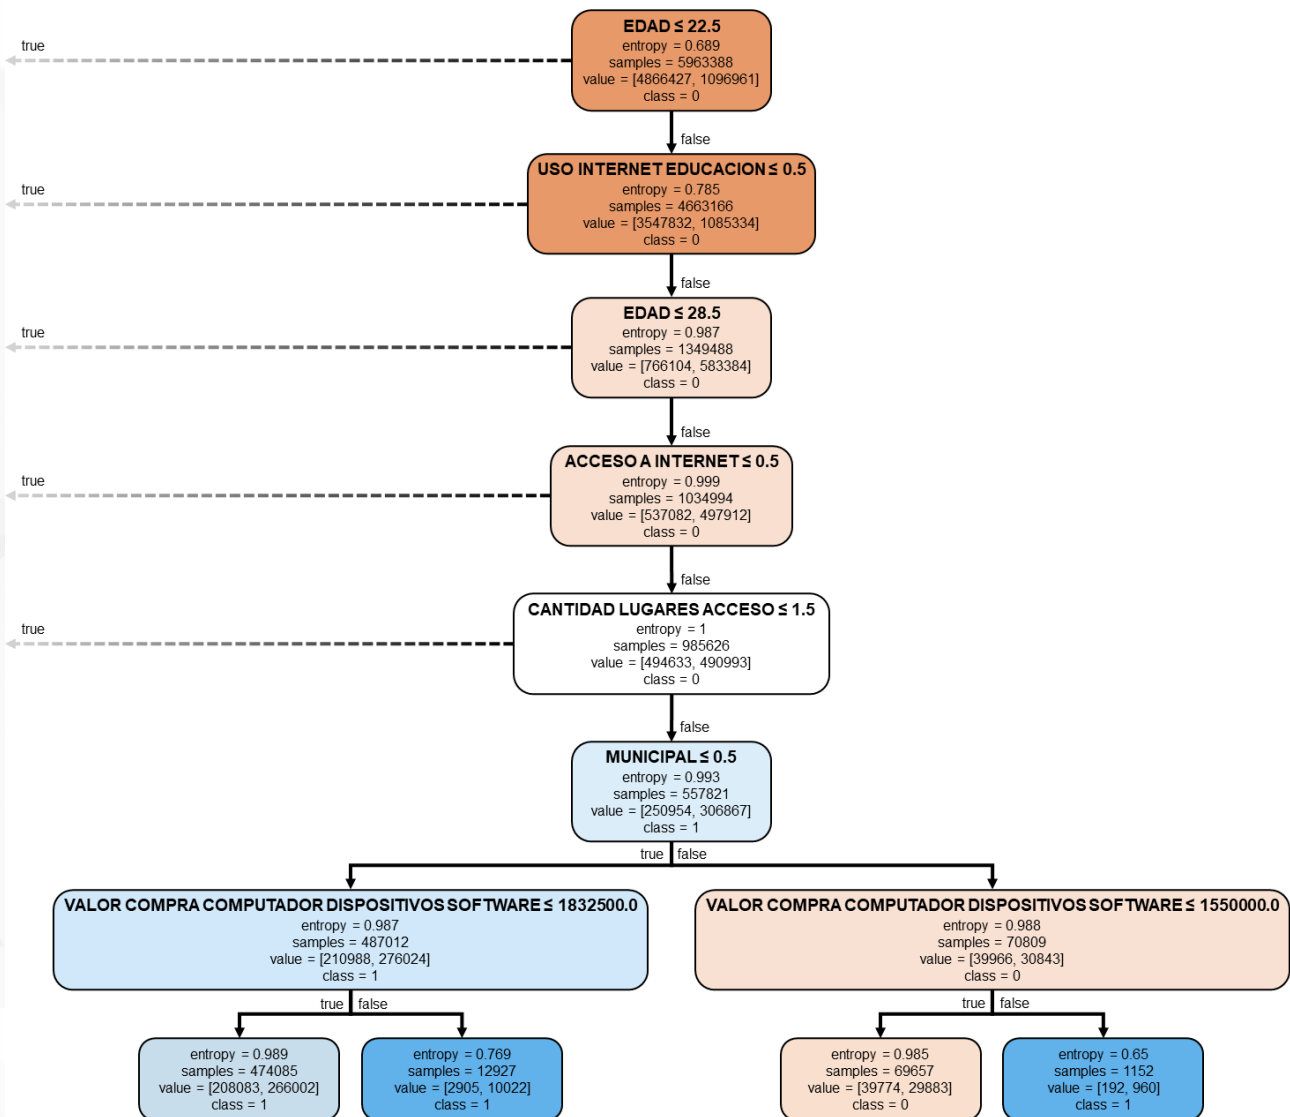 EDAD ≤ 22.5
entropy = 0.689
samples = 5963388
value = [4866427, 1096961]
class = 0
true
false
USO INTERNET EDUCACION ≤ 0.5
entropy = 0.785
samples = 4663166
value = [3547832, 1085334]
class = 0
true
false
EDAD ≤ 28.5
entropy = 0.987
samples = 1349488
value = [766104, 583384]
class = 0
true
false
ACCESO A INTERNET ≤ 0.5
entropy = 0.999
samples = 1034994
value = [537082, 497912]
class = 0
true
false
CANTIDAD LUGARES ACCESO ≤ 1.5
entropy = 1
samples = 985626
value = [494633, 490993]
class = 0
true
false
MUNICIPAL ≤ 0.5
entropy = 0.993
samples = 557821
value = [250954, 306867]
class = 1
true false
VALOR COMPRA COMPUTADOR DISPOSITIVOS SOFTWARE ≤ 1832500.0
entropy = 0.987
samples = 487012
value = [210988, 276024]
class = 1
true false
VALOR COMPRA COMPUTADOR DISPOSITIVOS SOFTWARE ≤ 1550000.0
entropy = 0.988
samples = 70809
value = [39966, 30843]
class = 0
true false
entropy = 0.989
samples = 474085
value = [208083, 266002]
class = 1
entropy = 0.769
samples = 12927
value = [2905, 10022]
class = 1
entropy = 0.985
samples = 69657
value = [39774, 29883]
class = 0
entropy = 0.65
samples = 1152
value = [192, 960]
class = 1